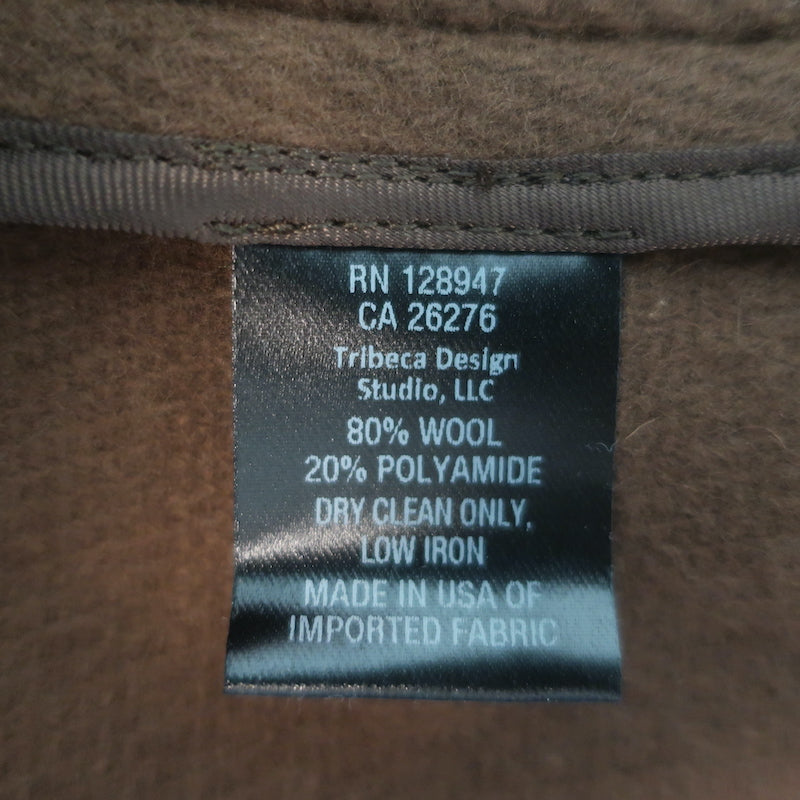 RN 128947
CA 26276
Tribeca Design
Studio, LLC
80% WOOL
20% POLYAMIDE
DRY CLEAN ONLY,
LOW IRON
MADE IN USA OF
IMPORTED FABRIC